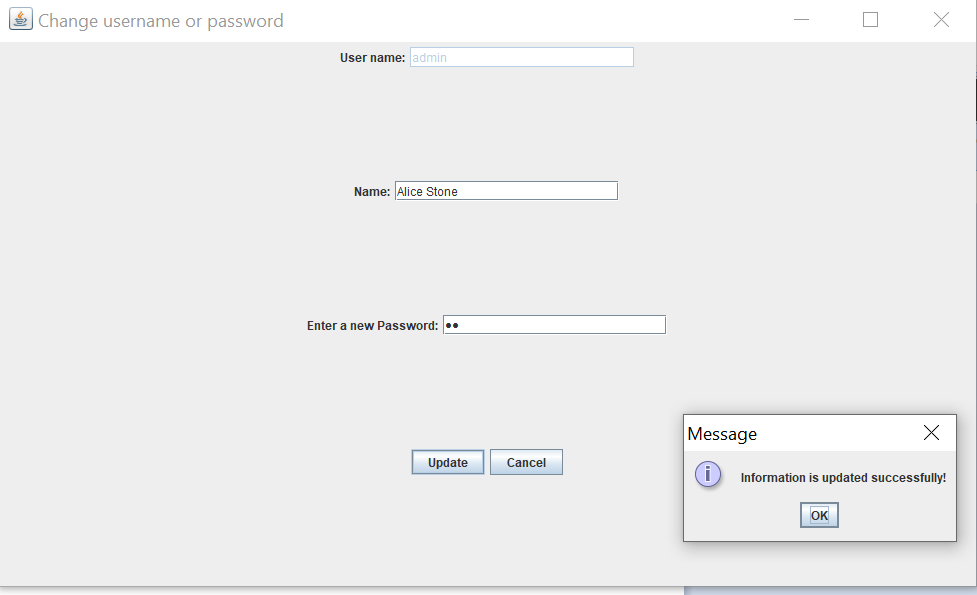 Change username or password
User name: admin
Name: Alice Stone
Enter a new Password: ●●
Update Cancel
Message
i
Information is updated successfully!
OK